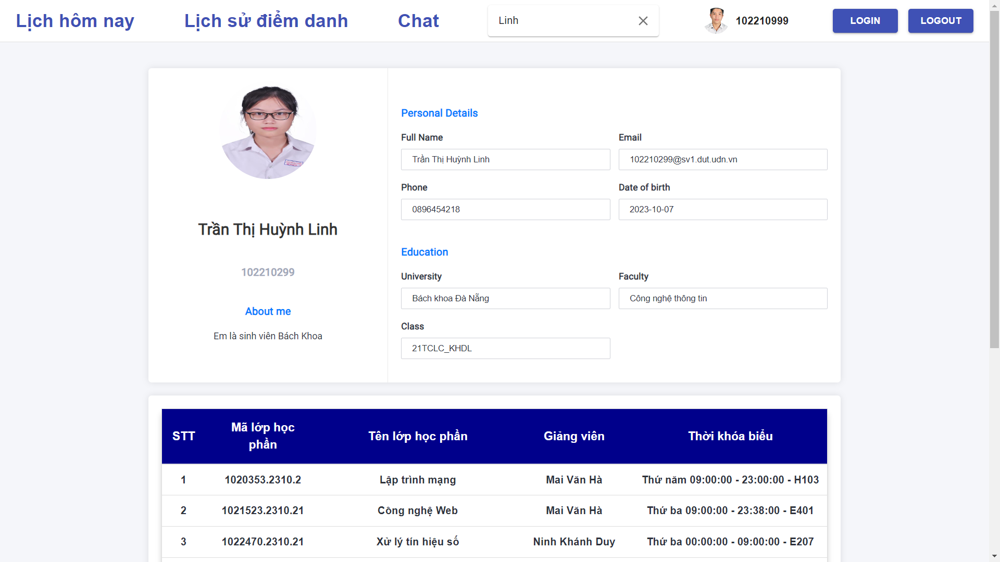 Lịch hôm nay
Lịch sử điểm danh
Chat
Linh
102210999
LOGIN
LOGOUT
Trần Thị Huỳnh Linh
102210299
About me
Em là sinh viên Bách Khoa
Personal Details
Full Name
Email
Trần Thị Huỳnh Linh
102210299@sv1.dut.udn.vn
Phone
Date of birth
0896454218
2023-10-07
Education
University
Faculty
Bách khoa Đà Nẵng
Công nghệ thông tin
Class
21TCLC_KHDL
STT
Mã lớp học
phần
Tên lớp học phần
Giảng viên
Thời khóa biểu
1 1020353.2310.2 Lập trình mạng Mai Văn Hà Thứ năm 09:00:00 - 23:00:00 - H103
2 1021523.2310.21 Công nghệ Web Mai Văn Hà Thứ ba 09:00:00 - 23:38:00 - E401
3 1022470.2310.21 Xử lý tín hiệu số Ninh Khánh Duy Thứ ba 00:00:00 - 09:00:00 - E207